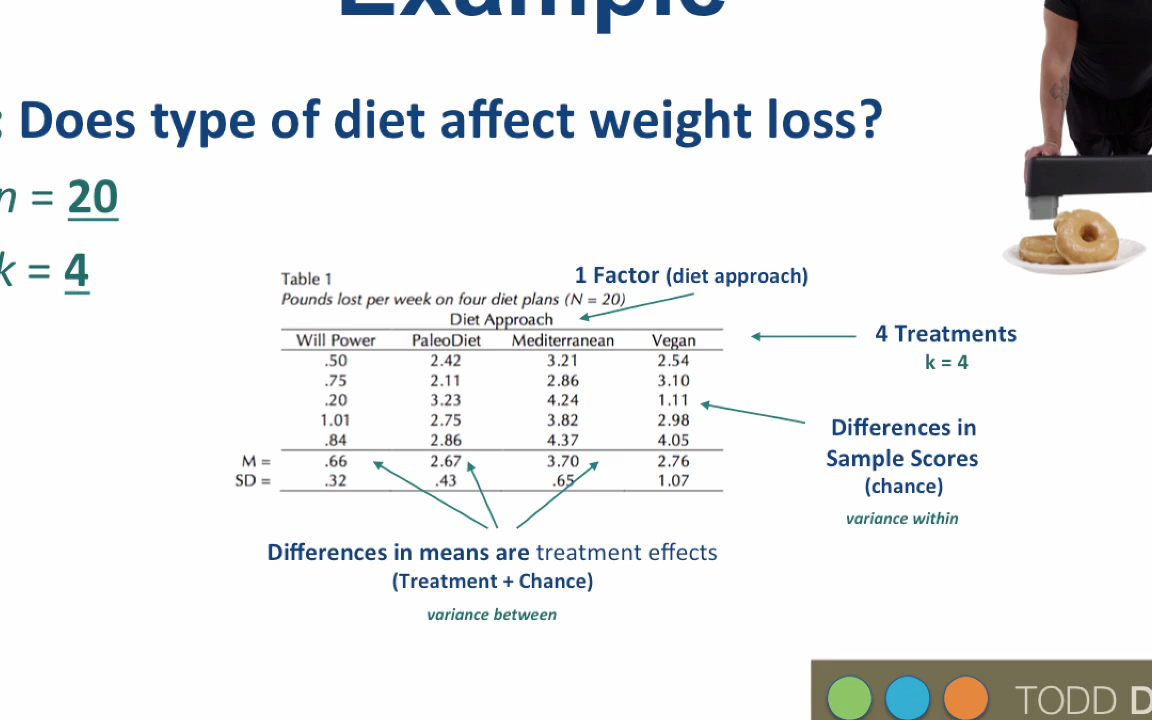 Example
: Does type of diet affect weight loss?
n = 20
k = 4
1 Factor (diet approach)
Table 1
Pounds lost per week on four diet plans (N = 20)
Diet Approach
Will Power PaleoDiet Mediterranean Vegan
.50 2.42 3.21 2.54
.75 2.11 2.86 3.10
.20 3.23 4.24 1.11
1.01 2.75 3.82 2.98
.84 2.86 4.37 4.05
M = .66 2.67 3.70 2.76
SD = .32 .43 .65 1.07
4 Treatments
k = 4
Differences in
Sample Scores
(chance)
variance within
Differences in means are treatment effects
(Treatment + Chance)
variance between
TODD D